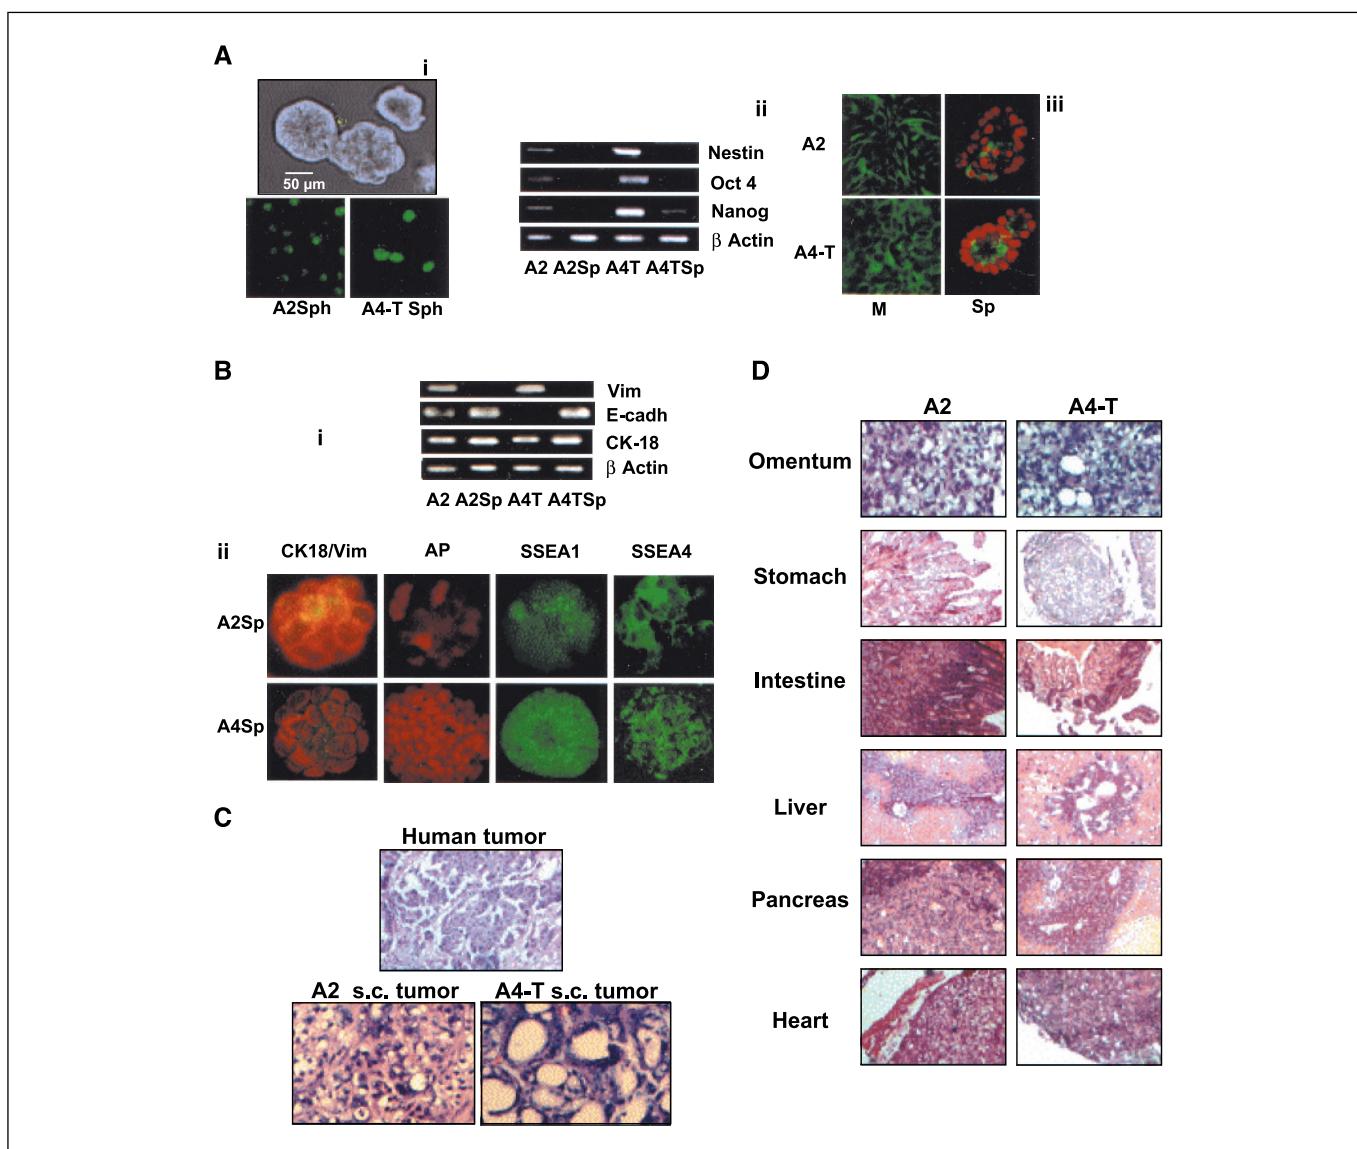 A
i
50 µm
A2Sph
A4-T Sph
ii
Nestin
Oct 4
Nanog
β Actin
A2 A2Sp A4T A4TSp
iii
A2
A4-T
M
Sp
B
i
Vim
E-cadh
CK-18
β Actin
A2 A2Sp A4T A4TSp
ii
CK18/Vim
AP
SSEA1
SSEA4
A2Sp
A4Sp
C
Human tumor
A2 s.c. tumor
A4-T s.c. tumor
D
A2
A4-T
Omentum
Stomach
Intestine
Liver
Pancreas
Heart